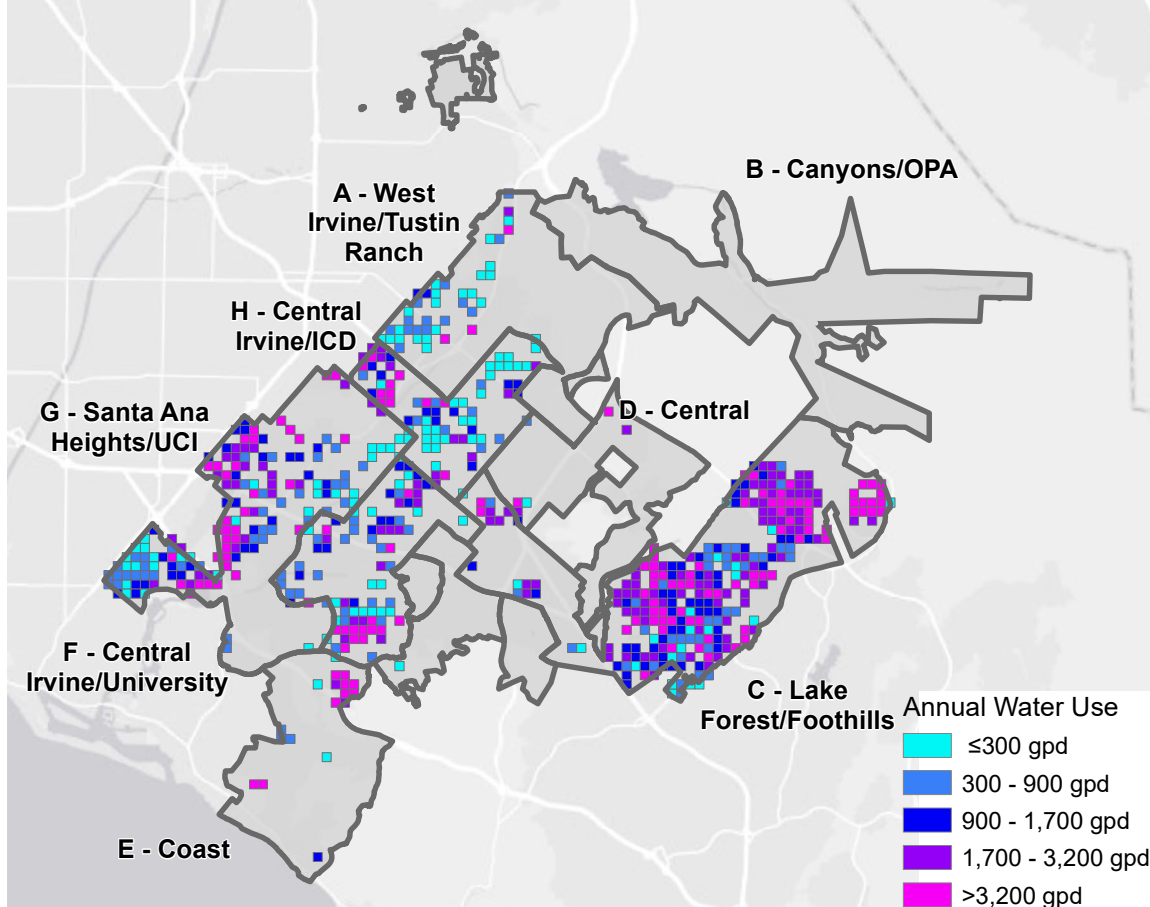 B - Canyons/OPA
A - West
Irvine/Tustin
Ranch
H - Central
Irvine/ICD
G - Santa Ana
Heights/UCI
D - Central
F - Central
Irvine/University
C - Lake
Forest/Foothills
E - Coast
Annual Water Use
≤300 gpd
300 - 900 gpd
900 - 1,700 gpd
1,700 - 3,200 gpd
>3,200 gpd